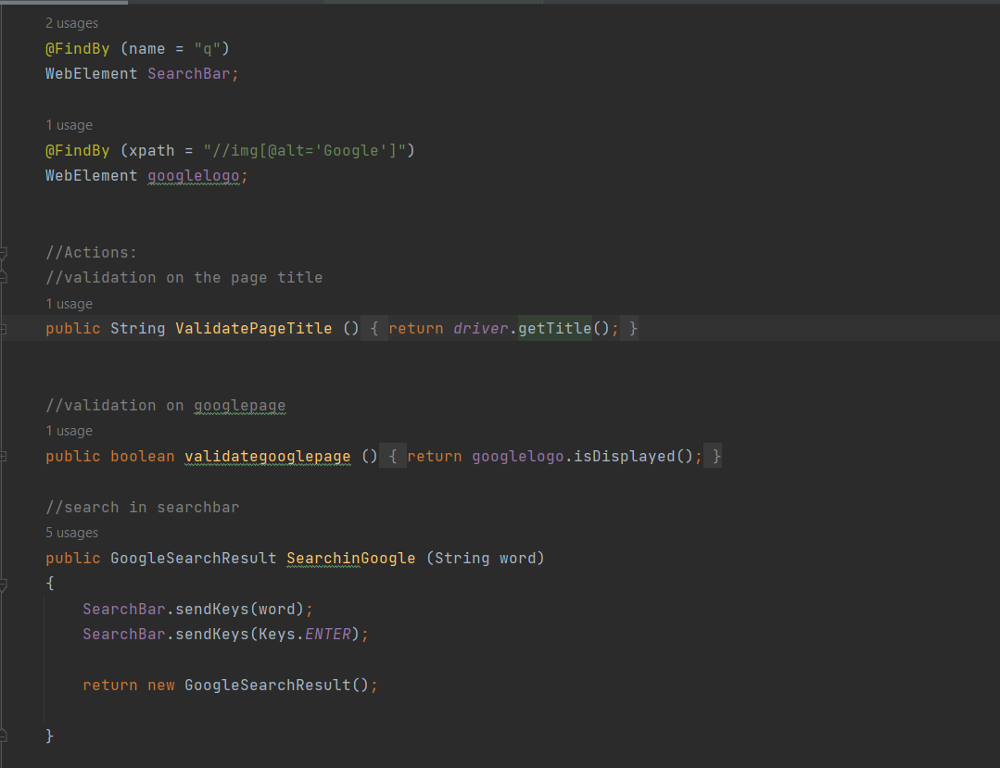 2 usages
@FindBy (name = "q")
WebElement SearchBar;
1 usage
@FindBy (xpath = "//img[@alt='Google']")
WebElement googlelogo;
//Actions:
//validation on the page title
1 usage
public String ValidatePageTitle () { return driver.getTitle(); }
//validation on googlepage
1 usage
public boolean validategooglepage () { return googlelogo.isDisplayed(); }
//search in searchbar
5 usages
public GoogleSearchResult SearchinGoogle (String word)
{
SearchBar.sendKeys(word);
SearchBar.sendKeys(Keys.ENTER);
return new GoogleSearchResult();
}